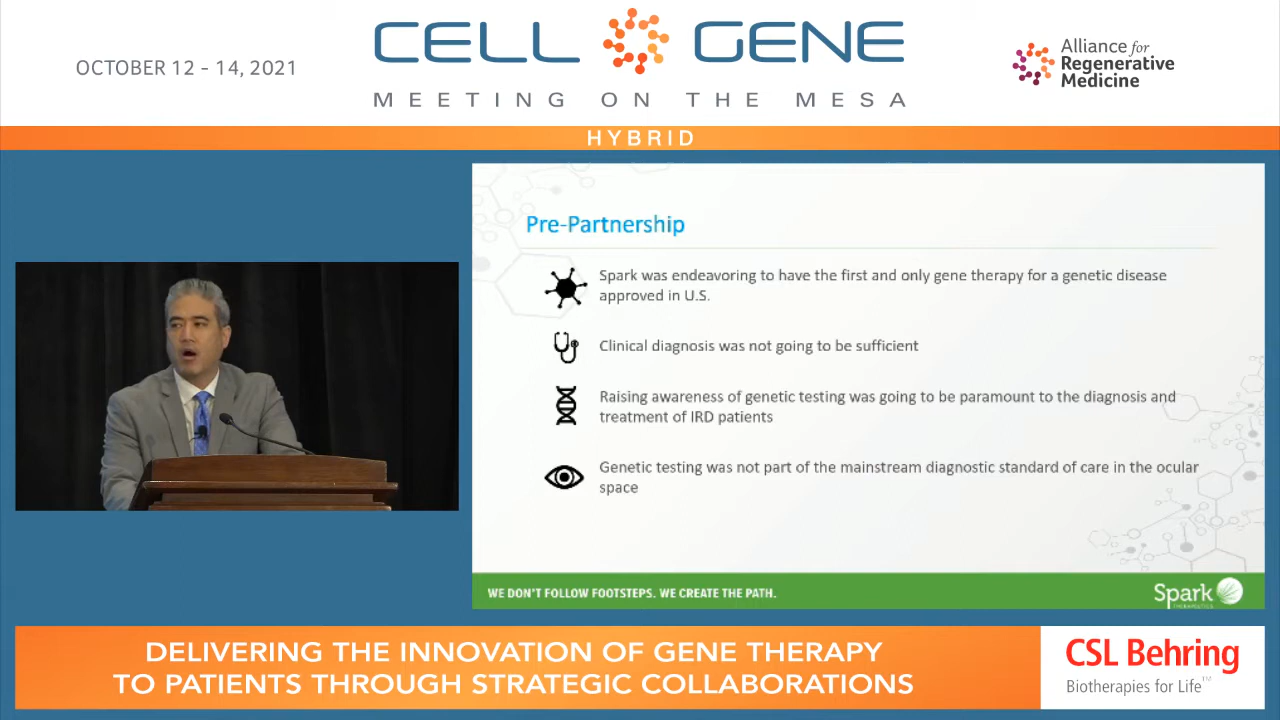 OCTOBER 12 - 14, 2021
CELL GENE
MEETING ON THE MESA
Alliance for
Regenerative
Medicine
HYBRID
Pre-Partnership
Spark was endeavoring to have the first and only gene therapy for a genetic disease
approved in U.S.
Clinical diagnosis was not going to be sufficient
Raising awareness of genetic testing was going to be paramount to the diagnosis and
treatment of IRD patients
Genetic testing was not part of the mainstream diagnostic standard of care in the ocular
space
WE DON'T FOLLOW FOOTSTEPS. WE CREATE THE PATH.
Spark
THERAPEUTICS
DELIVERING THE INNOVATION OF GENE THERAPY
TO PATIENTS THROUGH STRATEGIC COLLABORATIONS
CSL Behring
Biotherapies for Life™